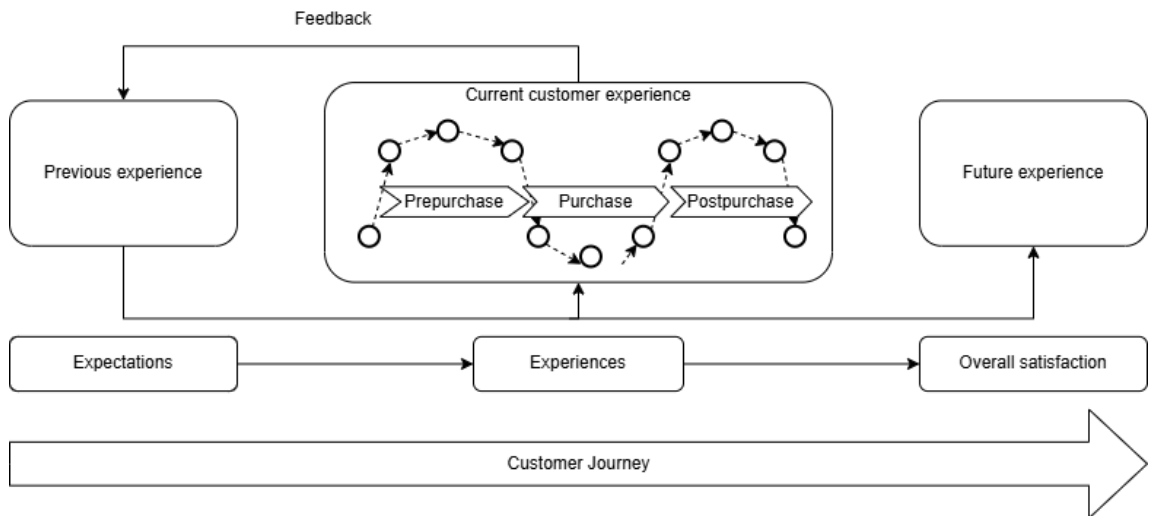 Feedback
Current customer experience
Previous experience
Future experience
Prepurchase
Purchase
Postpurchase
Expectations
Experiences
Overall satisfaction
Customer Journey